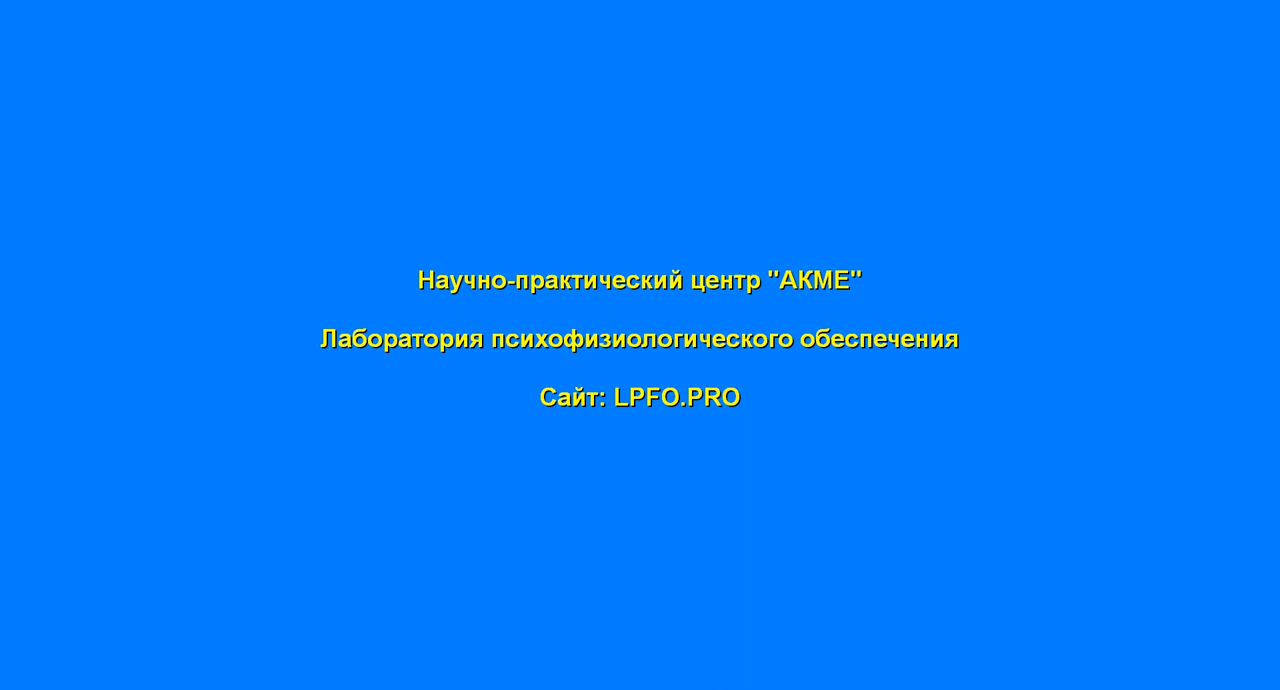 Научно-практический центр "АКМЕ"
Лаборатория психофизиологического обеспечения
Сайт: LPFO.PRO